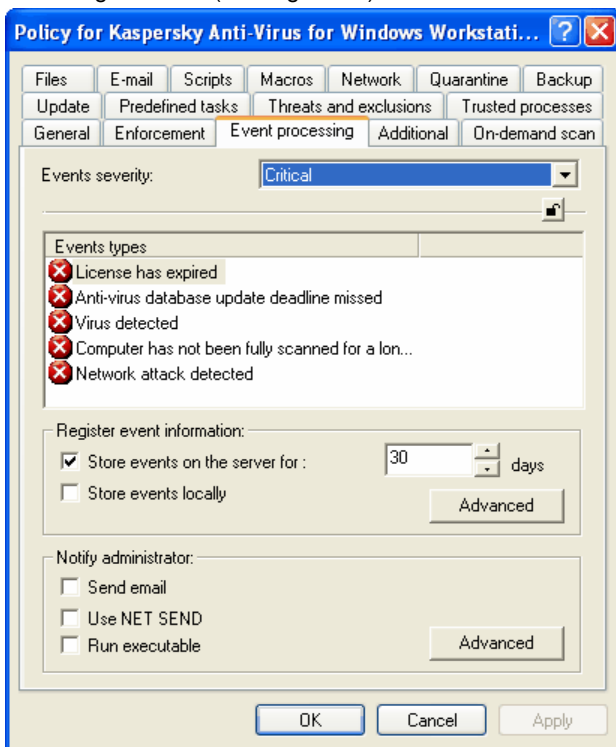 Policy for Kaspersky Anti-Virus for Windows Workstati...
Files E-mail Scripts Macros Network Quarantine Backup
Update Predefined tasks Threats and exclusions Trusted processes
General Enforcement Event processing Additional On-demand scan
Events severity: Critical
Events types
License has expired
Anti-virus database update deadline missed
Virus detected
Computer has not been fully scanned for a lon...
Network attack detected
Register event information:
Store events on the server for : 30 days
Store events locally
Advanced
Notify administrator:
Send email
Use NET SEND
Run executable
Advanced
OK Cancel Apply